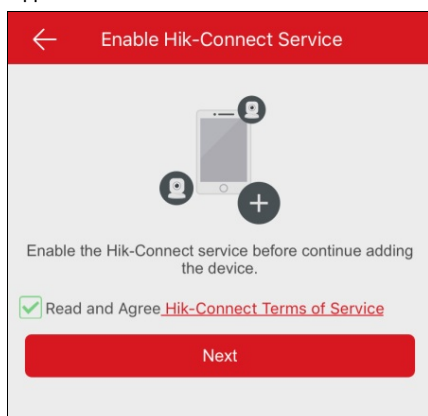 Enable Hik-Connect Service
Enable the Hik-Connect service before continue adding
the device.
Read and Agree Hik-Connect Terms of Service
Next